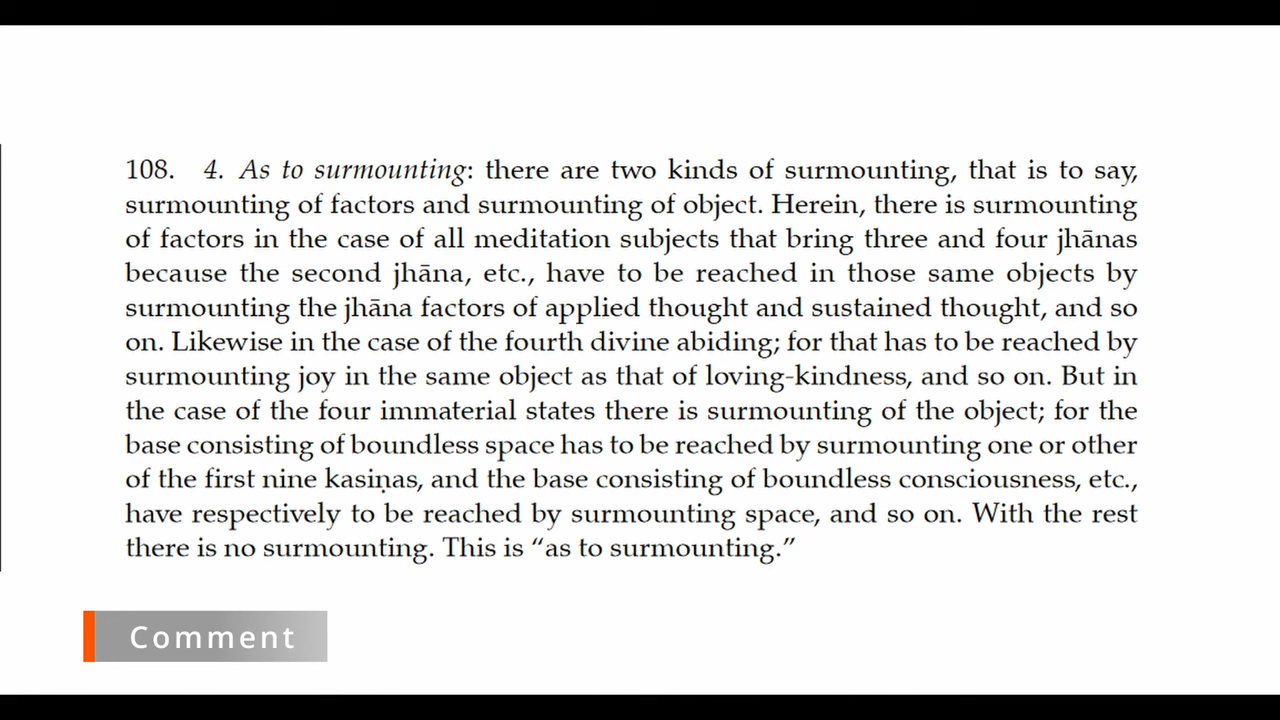 108. 4. As to surmounting: there are two kinds of surmounting, that is to say,
surmounting of factors and surmounting of object. Herein, there is surmounting
of factors in the case of all meditation subjects that bring three and four jhānas
because the second jhāna, etc., have to be reached in those same objects by
surmounting the jhāna factors of applied thought and sustained thought, and so
on. Likewise in the case of the fourth divine abiding; for that has to be reached by
surmounting joy in the same object as that of loving-kindness, and so on. But in
the case of the four immaterial states there is surmounting of the object; for the
base consisting of boundless space has to be reached by surmounting one or other
of the first nine kasiṇas, and the base consisting of boundless consciousness, etc.,
have respectively to be reached by surmounting space, and so on. With the rest
there is no surmounting. This is “as to surmounting.”
Comment